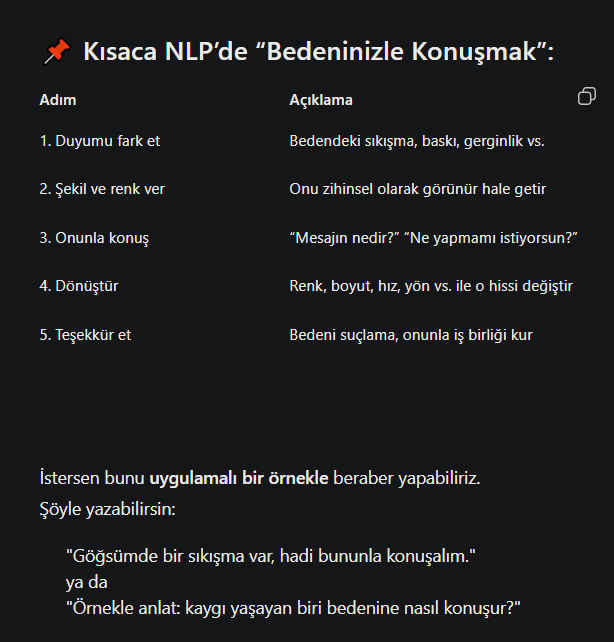 📌 Kısaca NLP’de “Bedeninizle Konuşmak”:
Adım Açıklama
1. Duyumu fark et Bedendeki sıkışma, baskı, gerginlik vs.
2. Şekil ve renk ver Onu zihinsel olarak görünür hale getir
3. Onunla konuş “Mesajın nedir?” “Ne yapmamı istiyorsun?”
4. Dönüştür Renk, boyut, hız, yön vs. ile o hissi değiştir
5. Teşekkür et Bedeni suçlama, onunla iş birliği kur
İstersen bunu uygulamalı bir örnekle beraber yapabiliriz.
Şöyle yazabilirsin:
"Göğsümde bir sıkışma var, hadi bununla konuşalım."
ya da
"Örnekle anlat: kaygı yaşayan biri bedenine nasıl konuşur?"